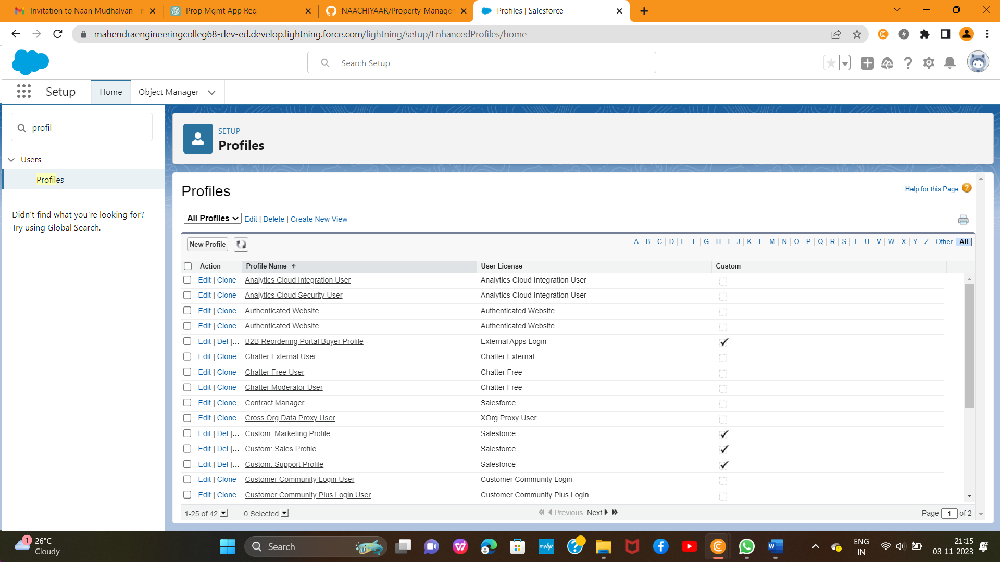 Invitation to Naan Mudhalvan - n
Prop Mgmt App Req
NAACHIYAAR/Property-Managem
Profiles | Salesforce
mahendraengineeringcolleg68-dev-ed.develop.lightning.force.com/lightning/setup/EnhancedProfiles/home
Search Setup
Setup
Home
Object Manager
profil
Users
Profiles
Didn't find what you're looking for?
Try using Global Search.
SETUP
Profiles
Profiles
Help for this Page
All Profiles Edit | Delete | Create New View
New Profile
A | B | C | D | E | F | G | H | I | J | K | L | M | N | O | P | Q | R | S | T | U | V | W | X | Y | Z | Other | All
Action Profile Name User License Custom
Edit | Clone Analytics Cloud Integration User Analytics Cloud Integration User
Edit | Clone Analytics Cloud Security User Analytics Cloud Integration User
Edit | Clone Authenticated Website Authenticated Website
Edit | Clone Authenticated Website Authenticated Website
Edit | Del |... B2B Reordering Portal Buyer Profile External Apps Login
Edit | Clone Chatter External User Chatter External
Edit | Clone Chatter Free User Chatter Free
Edit | Clone Chatter Moderator User Chatter Free
Edit | Clone Contract Manager Salesforce
Edit | Clone Cross Org Data Proxy User XOrg Proxy User
Edit | Del |... Custom: Marketing Profile Salesforce
Edit | Del |... Custom: Sales Profile Salesforce
Edit | Del |... Custom: Support Profile Salesforce
Edit | Clone Customer Community Login User Customer Community Login
Edit | Clone Customer Community Plus Login User Customer Community Plus Login
1-25 of 42 0 Selected Previous Next Page 1 of 2
1
26°C
Cloudy
Search
myhp
ENG
IN
21:15
03-11-2023